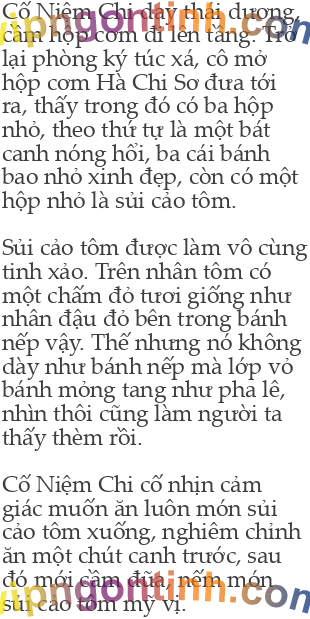 Cố Niệm Chi day thái dương,
cầm hộp cơm đi lên tầng. Trở
lại phòng ký túc xá, cô mở
hộp cơm Hà Chi Sơ đưa tới
ra, thấy trong đó có ba hộp
nhỏ, theo thứ tự là một bát
canh nóng hổi, ba cái bánh
bao nhỏ xinh đẹp, còn có một
hộp nhỏ là sủi cảo tôm.
Sủi cảo tôm được làm vô cùng
tinh xảo. Trên nhân tôm có
một chấm đỏ tươi giống như
nhân đậu đỏ bên trong bánh
nếp vậy. Thế nhưng nó không
dày như bánh nếp mà lớp vỏ
bánh mỏng tang như pha lê,
nhìn thôi cũng làm người ta
thấy thèm rồi.
Cố Niệm Chi cố nhịn cảm
giác muốn ăn luôn món sủi
cảo tôm xuống, nghiêm chỉnh
ăn một chút canh trước, sau
đó mới cầm đũa, nếm món
sủi cảo tôm mỹ vị.
vipngontinh.com